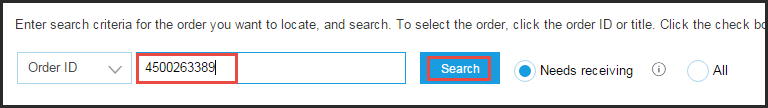 Enter search criteria for the order you want to locate, and search. To select the order, click the order ID or title. Click the check
Order ID 4500263389 Search Needs receiving All